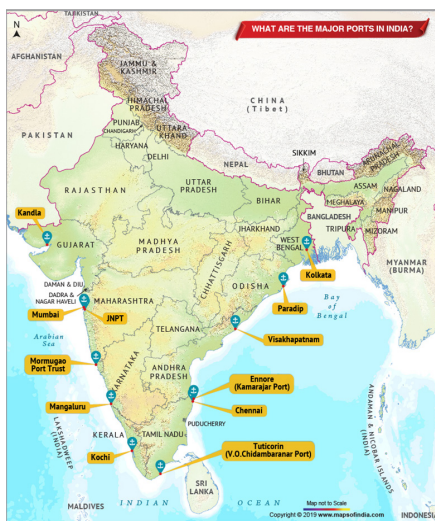 TAJIKISTAN
N
WHAT ARE THE MAJOR PORTS IN INDIA?
AFGHANISTAN
JAMMU &
KASHMIR
HIMACHAL
PRADESH
CHINA
(Tibet)
PUNJAB
CHANDIGARH
UTTARA
KHAND
PAKISTAN
HARYANA
DELHI
NEPAL
SIKKIM
ARUNACHAL
PRADESH
BHUTAN
RAJASTHAN
UTTAR
PRADESH
ASSAM
NAGALAND
BIHAR
MEGHALAYA
MANIPUR
Kandla
BANGLADESH
TRIPURA
MIZORAM
GUJARAT
MADHYA
PRADESH
JHARKHAND
WEST
BENGAL
CHHATTISGARH
MYANMAR
(BURMA)
Kolkata
DAMAN & DIU
DADRA &
NAGAR HAVELI
ODISHA
MAHARASHTRA
Paradip
Bay
of
Bengal
Mumbai
JNPT
TELANGANA
Visakhapatnam
Arabian
Sea
Mormugao
Port Trust
KARNATAKA
ANDHRA
PRADESH
Ennore
(Kamarajar Port)
Mangaluru
Chennai
PUDUCHERRY
ANDAMAN & NICOBAR ISLANDS
(INDIA)
LAKSHADWEEP
(INDIA)
KERALA
TAMIL NADU
Kochi
Tuticorin
(V.O.Chidambaranar Port)
SRI
LANKA
MALDIVES
INDIAN
OCEAN
Map not to Scale
Copyright © 2019 www.mapsofindia.com
INDONESIA